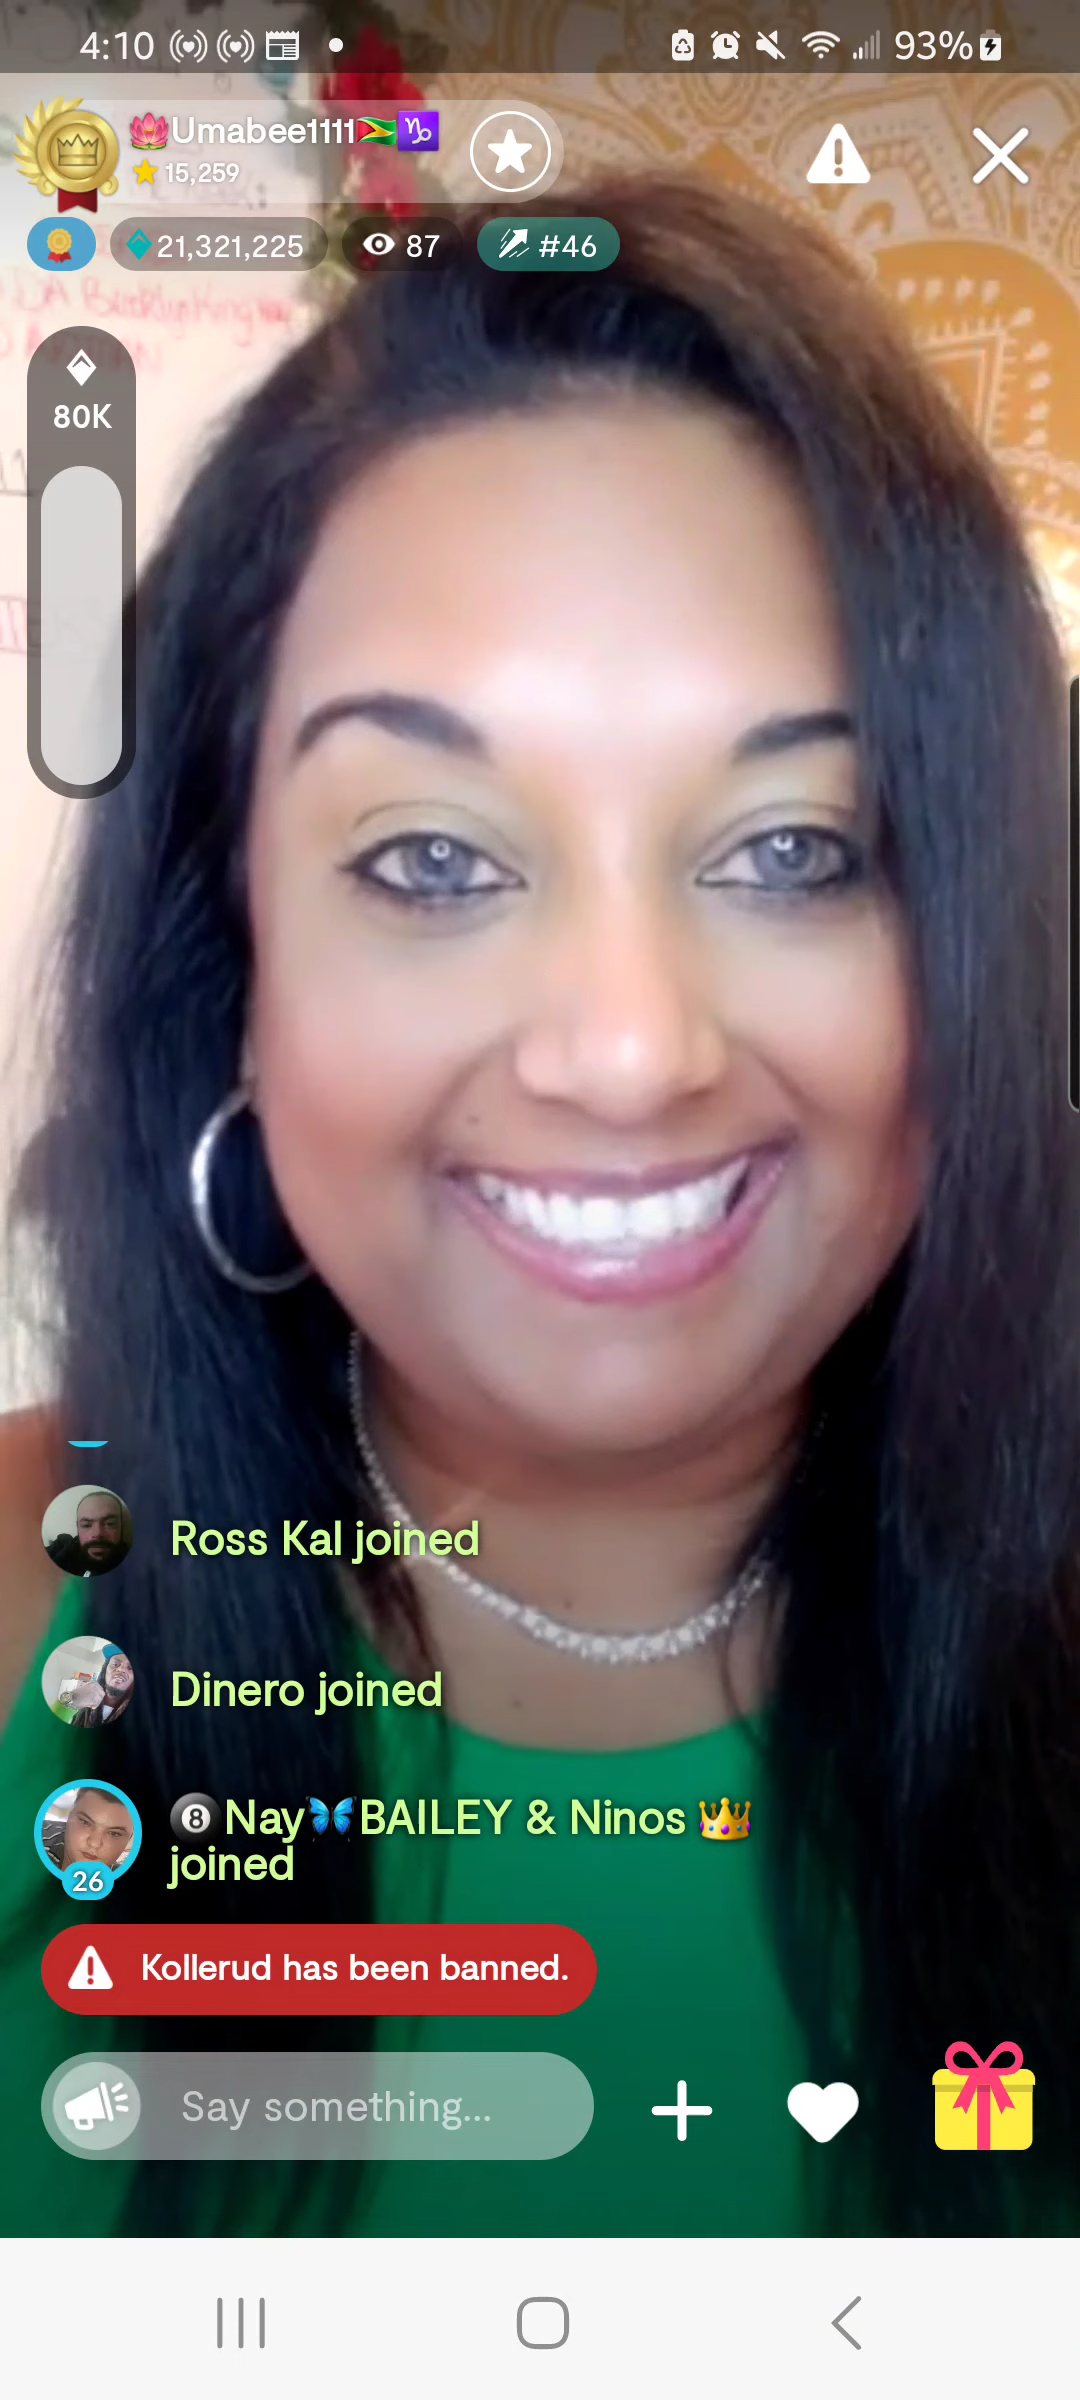 4:10 93%
🪷Umabee1111🇬🇾♑
15,259
21,321,225 87 #46
80K
Ross Kal joined
Dinero joined
🎱Nay🦋BAILEY & Ninos 👑
joined
26
Kollerud has been banned.
Say something...